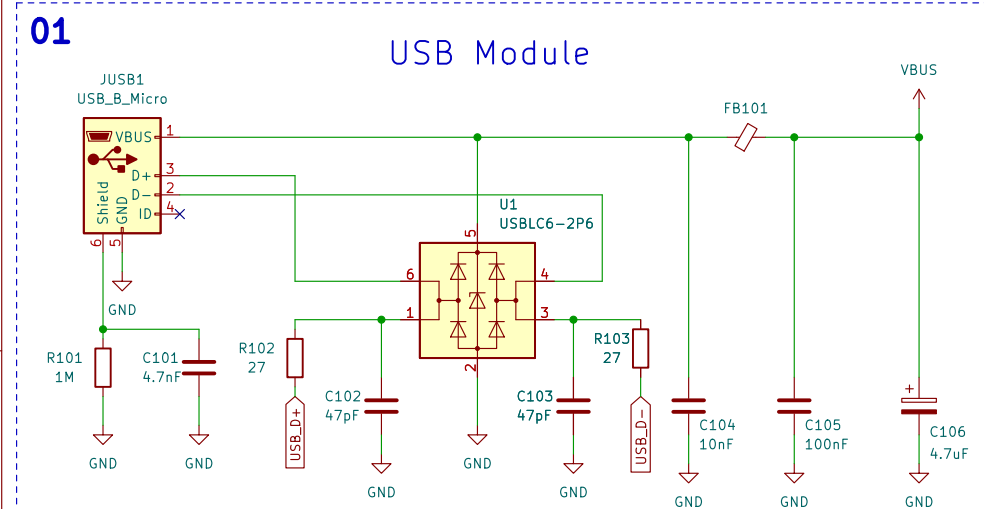 01
USB Module
JUSB1
USB_B_Micro
VBUS 1
D+ 3
D- 2
ID 4
Shield
GND
6
5
GND
R101
1M
C101
4.7nF
GND
GND
R102
27
USB_D+
C102
47pF
GND
U1
USBLC6-2P6
5
6
4
1
3
2
GND
C103
47pF
GND
R103
27
USB_D-
FB101
VBUS
C104
10nF
GND
C105
100nF
GND
+
C106
4.7uF
GND